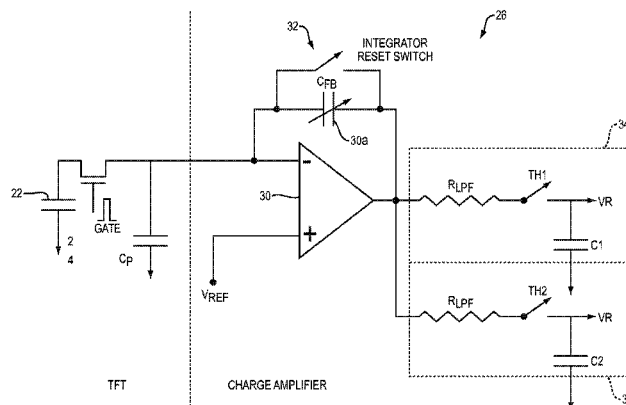 32
INTEGRATOR
RESET SWITCH
26
CFB
30a
34
22
GATE
2
4
CP
30
−
+
VREF
RLPF
TH1
VR
C1
RLPF
TH2
VR
C2
TFT
CHARGE AMPLIFIER